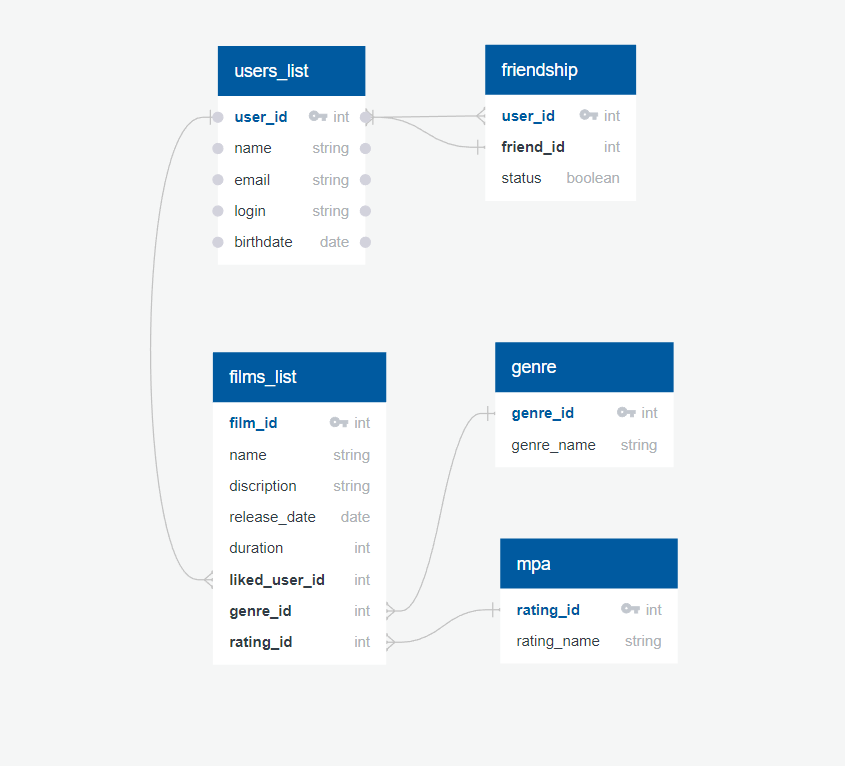 users_list
user_id int
name string
email string
login string
birthdate date
friendship
user_id int
friend_id int
status boolean
films_list
film_id int
name string
discription string
release_date date
duration int
liked_user_id int
genre_id int
rating_id int
genre
genre_id int
genre_name string
mpa
rating_id int
rating_name string